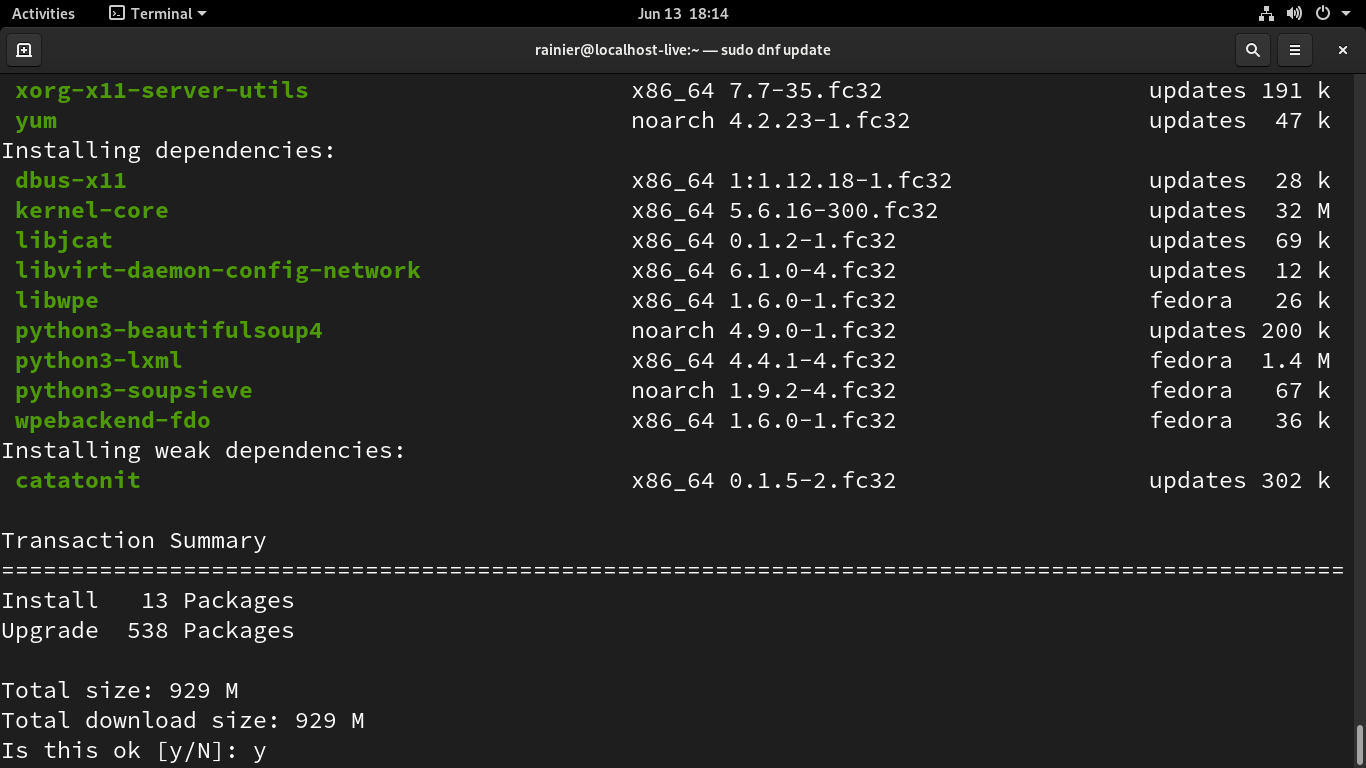 Activities Terminal Jun 13 18:14
rainier@localhost-live:~ — sudo dnf update
xorg-x11-server-utils x86_64 7.7-35.fc32 updates 191 k
yum noarch 4.2.23-1.fc32 updates 47 k
Installing dependencies:
dbus-x11 x86_64 1:1.12.18-1.fc32 updates 28 k
kernel-core x86_64 5.6.16-300.fc32 updates 32 M
libjcat x86_64 0.1.2-1.fc32 updates 69 k
libvirt-daemon-config-network x86_64 6.1.0-4.fc32 updates 12 k
libwpe x86_64 1.6.0-1.fc32 fedora 26 k
python3-beautifulsoup4 noarch 4.9.0-1.fc32 updates 200 k
python3-lxml x86_64 4.4.1-4.fc32 fedora 1.4 M
python3-soupsieve noarch 1.9.2-4.fc32 fedora 67 k
wpebackend-fdo x86_64 1.6.0-1.fc32 fedora 36 k
Installing weak dependencies:
catatonit x86_64 0.1.5-2.fc32 updates 302 k
Transaction Summary
================================================================================================
Install 13 Packages
Upgrade 538 Packages
Total size: 929 M
Total download size: 929 M
Is this ok [y/N]: y